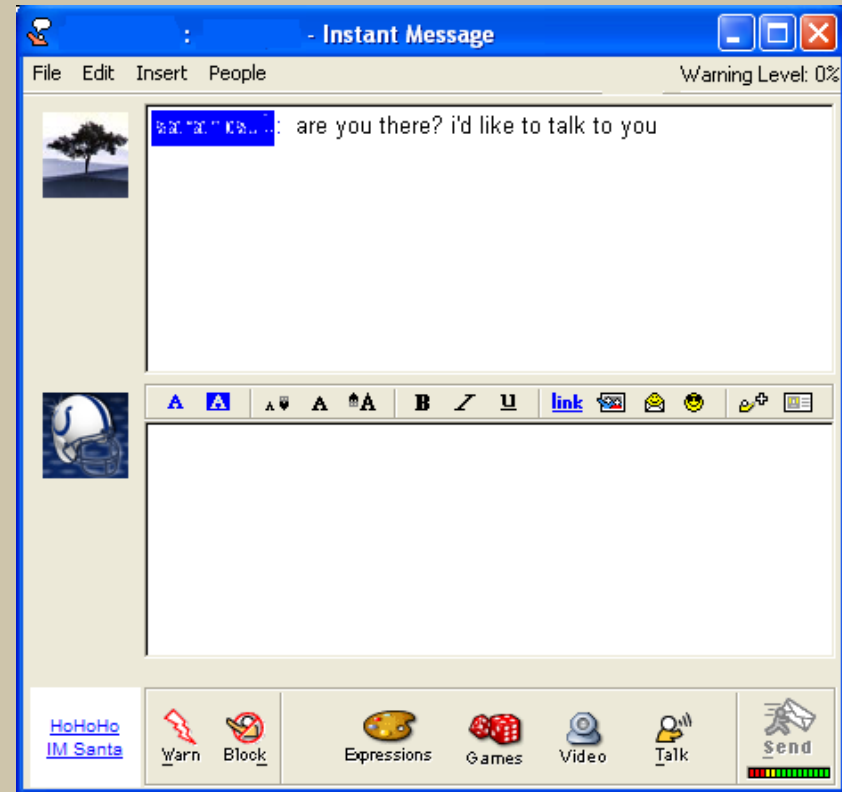 : - Instant Message
File Edit Insert People Warning Level: 0%
: are you there? i'd like to talk to you
A A A A A B I U link
HoHoHo
IM Santa
Warn Block Expressions Games Video Talk Send